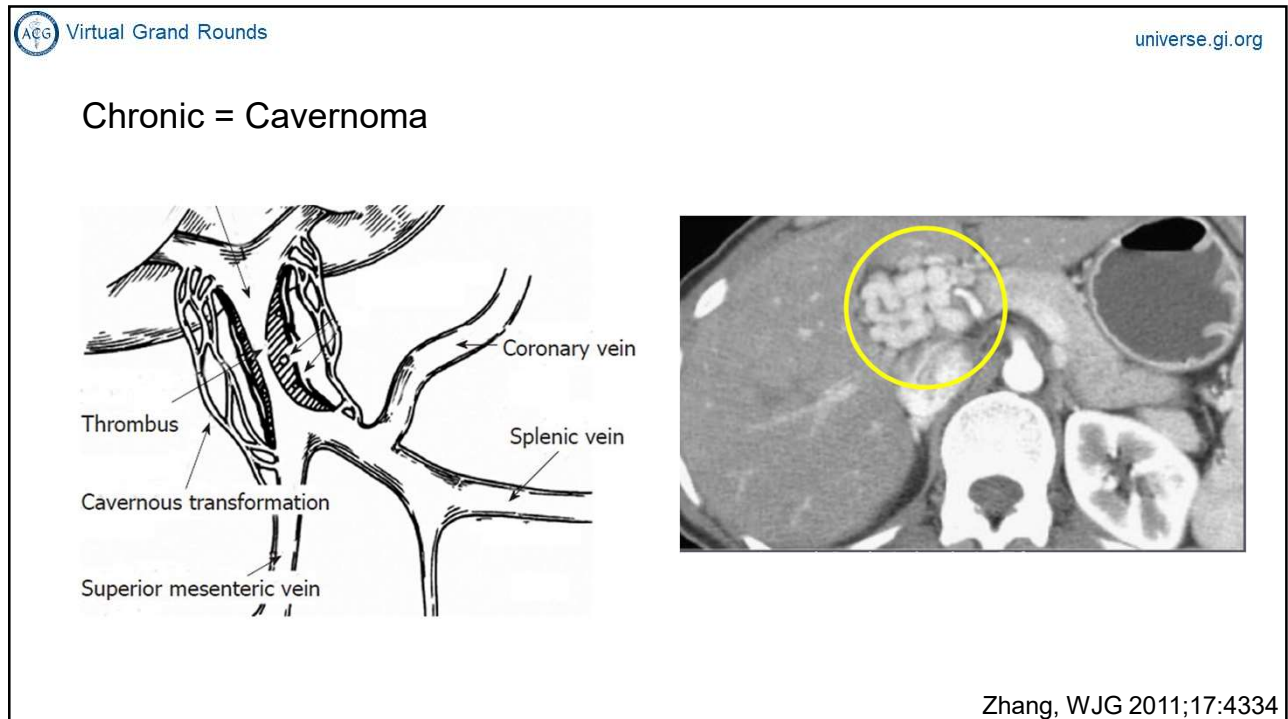 ACG
Virtual Grand Rounds
universe.gi.org
Chronic = Cavernoma
Coronary vein
Thrombus
Splenic vein
Cavernous transformation
Superior mesenteric vein
Zhang, WJG 2011;17:4334